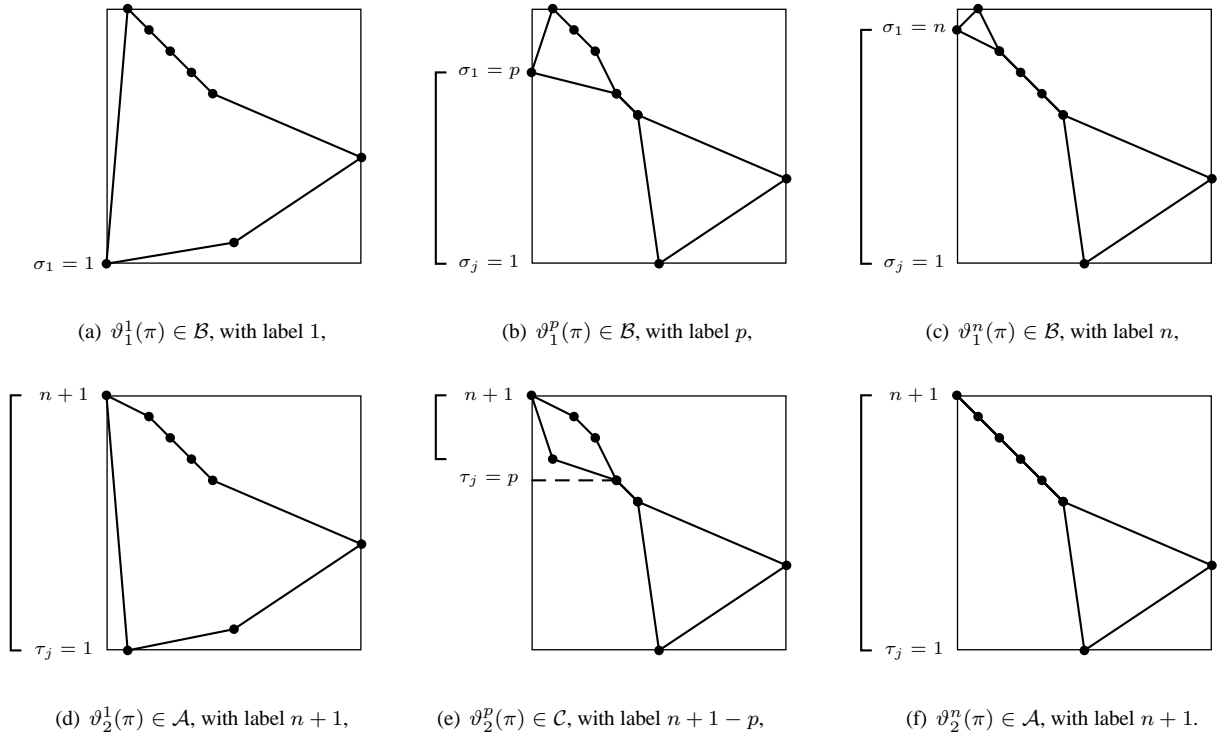 σ₁ = 1
(a) ϑ₁¹(π) ∈ ℬ, with label 1,
σ₁ = p
σⱼ = 1
(b) ϑ₁ᵖ(π) ∈ ℬ, with label p,
σ₁ = n
σⱼ = 1
(c) ϑ₁ⁿ(π) ∈ ℬ, with label n,
n + 1
τⱼ = 1
(d) ϑ₂¹(π) ∈ 𝒜, with label n + 1,
n + 1
τⱼ = p
(e) ϑ₂ᵖ(π) ∈ 𝒞, with label n + 1 − p,
n + 1
τⱼ = 1
(f) ϑ₂ⁿ(π) ∈ 𝒜, with label n + 1.